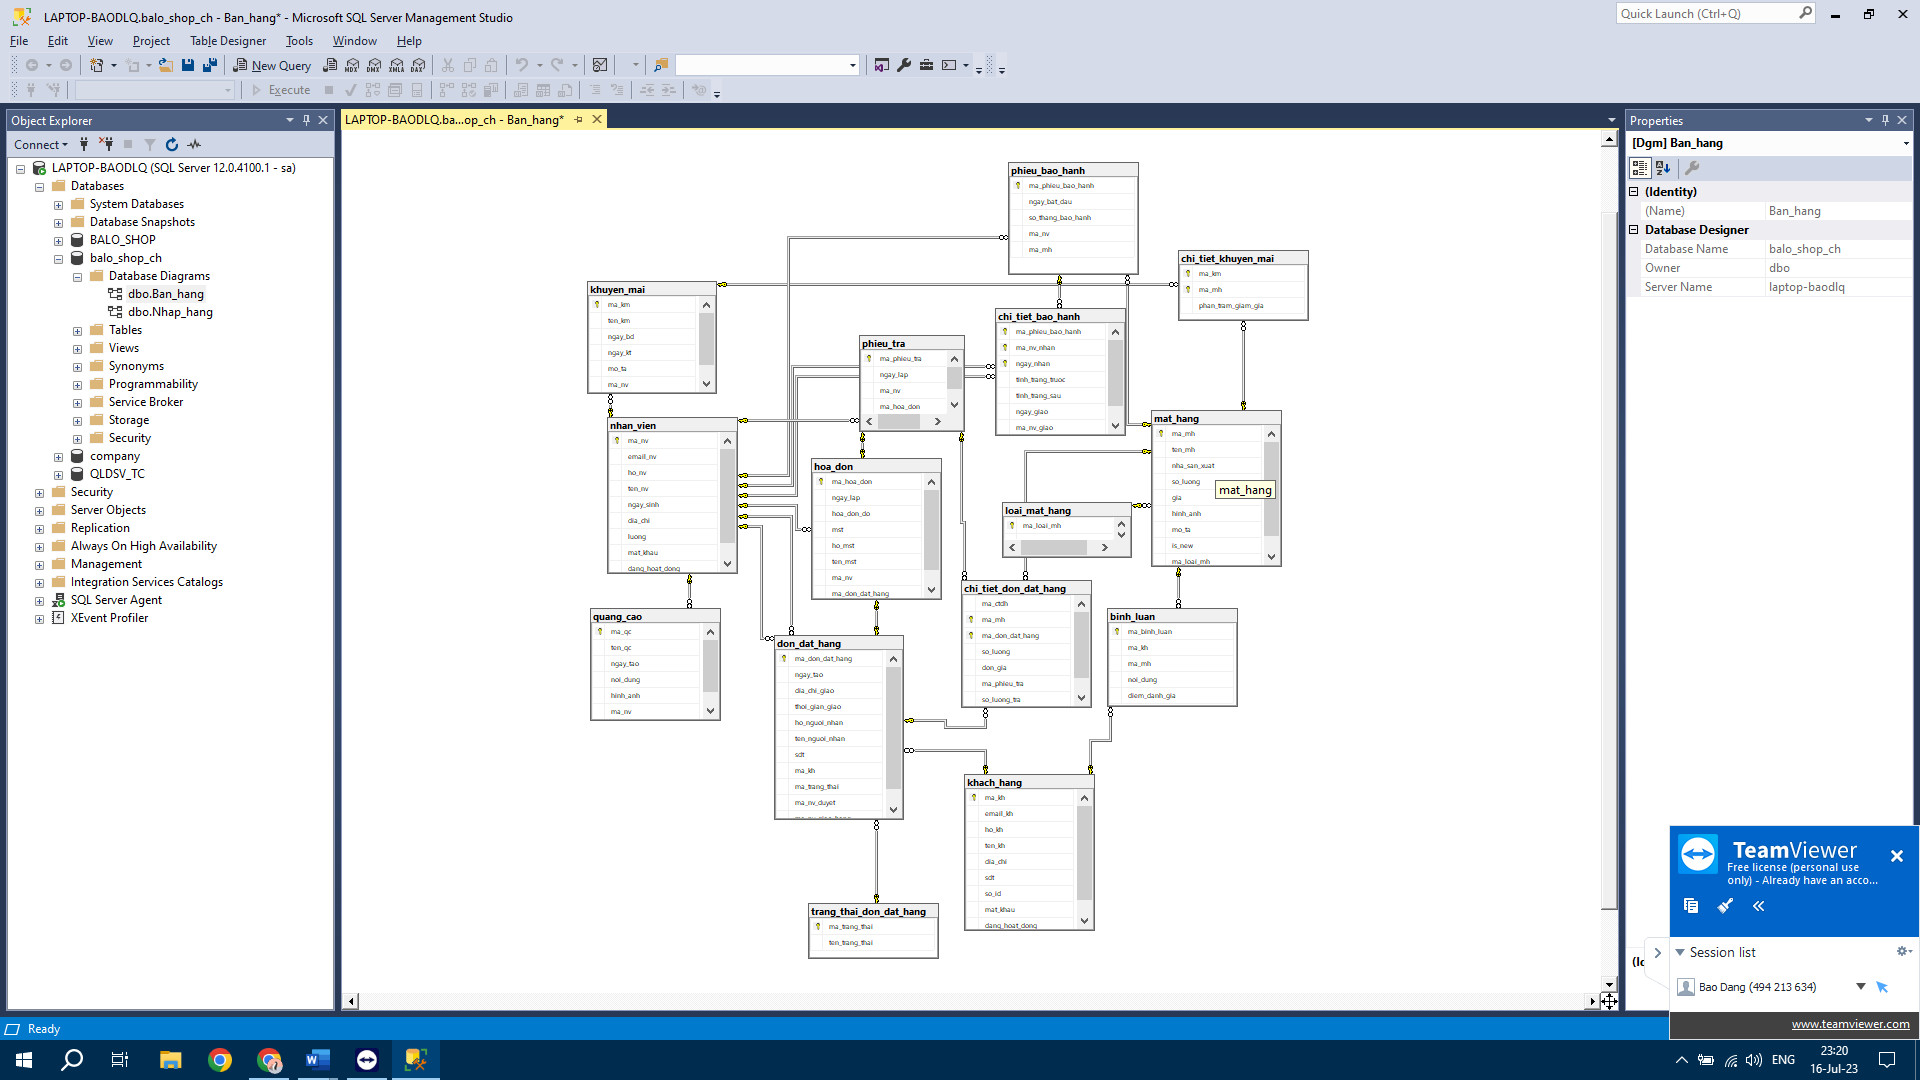 LAPTOP-BAODLQ.balo_shop_ch - Ban_hang* - Microsoft SQL Server Management Studio
Quick Launch (Ctrl+Q)
File Edit View Project Table Designer Tools Window Help
New Query
MDX DMX XMLA DAX
Execute
Object Explorer
Connect
LAPTOP-BAODLQ (SQL Server 12.0.4100.1 - sa)
Databases
System Databases
Database Snapshots
BALO_SHOP
balo_shop_ch
Database Diagrams
dbo.Ban_hang
dbo.Nhap_hang
Tables
Views
Synonyms
Programmability
Service Broker
Storage
Security
company
QLDSV_TC
Security
Server Objects
Replication
Always On High Availability
Management
Integration Services Catalogs
SQL Server Agent
XEvent Profiler
LAPTOP-BAODLQ.ba...op_ch - Ban_hang*
phieu_bao_hanh
ma_phieu_bao_hanh
ngay_bat_dau
so_thang_bao_hanh
ma_nv
ma_mh
chi_tiet_khuyen_mai
ma_km
ma_mh
phan_tram_giam_gia
khuyen_mai
ma_km
ten_km
ngay_bd
ngay_kt
mo_ta
ma_nv
chi_tiet_bao_hanh
ma_phieu_bao_hanh
ma_nv_nhan
ngay_nhan
tinh_trang_truoc
tinh_trang_sau
ngay_giao
ma_nv_giao
phieu_tra
ma_phieu_tra
ngay_lap
ma_nv
ma_hoa_don
mat_hang
ma_mh
ten_mh
nha_san_xuat
so_luong
gia
hinh_anh
mo_ta
is_new
ma_loai_mh
mat_hang
nhan_vien
ma_nv
email_nv
ho_nv
ten_nv
ngay_sinh
dia_chi
luong
mat_khau
dang_hoat_dong
hoa_don
ma_hoa_don
ngay_lap
hoa_don_do
mst
ho_mst
ten_mst
ma_nv
ma_don_dat_hang
loai_mat_hang
ma_loai_mh
chi_tiet_don_dat_hang
ma_ctdh
ma_mh
ma_don_dat_hang
so_luong
don_gia
ma_phieu_tra
so_luong_tra
binh_luan
ma_binh_luan
ma_kh
ma_mh
noi_dung
diem_danh_gia
quang_cao
ma_qc
ten_qc
ngay_tao
noi_dung
hinh_anh
ma_nv
don_dat_hang
ma_don_dat_hang
ngay_tao
dia_chi_giao
thoi_gian_giao
ho_nguoi_nhan
ten_nguoi_nhan
sdt
ma_kh
ma_trang_thai
ma_nv_duyet
khach_hang
ma_kh
email_kh
ho_kh
ten_kh
dia_chi
sdt
so_id
mat_khau
dang_hoat_dong
trang_thai_don_dat_hang
ma_trang_thai
ten_trang_thai
Properties
[Dgm] Ban_hang
(Identity)
(Name) Ban_hang
Database Designer
Database Name balo_shop_ch
Owner dbo
Server Name laptop-baodlq
TeamViewer
Free license (personal use
only) - Already have an acco...
Session list
Bao Dang (494 213 634)
www.teamviewer.com
Ready
ENG
23:20
16-Jul-23